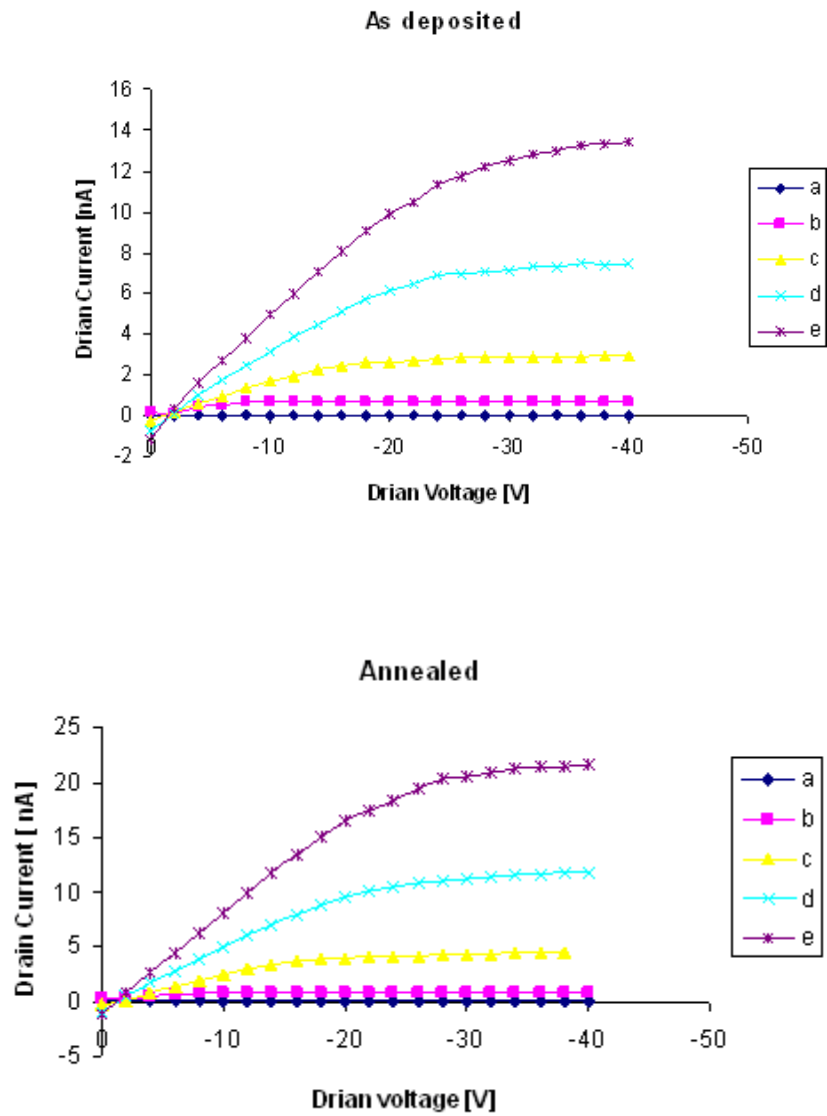 As deposited
16
14
12
10
8
6
4
2
0
-2
Drian Current [nA]
0 -10 -20 -30 -40 -50
Drian Voltage [V]
a
b
c
d
e
Annealed
25
20
15
10
5
0
-5
Drain Current [ nA]
0 -10 -20 -30 -40 -50
Drian voltage [V]
a
b
c
d
e